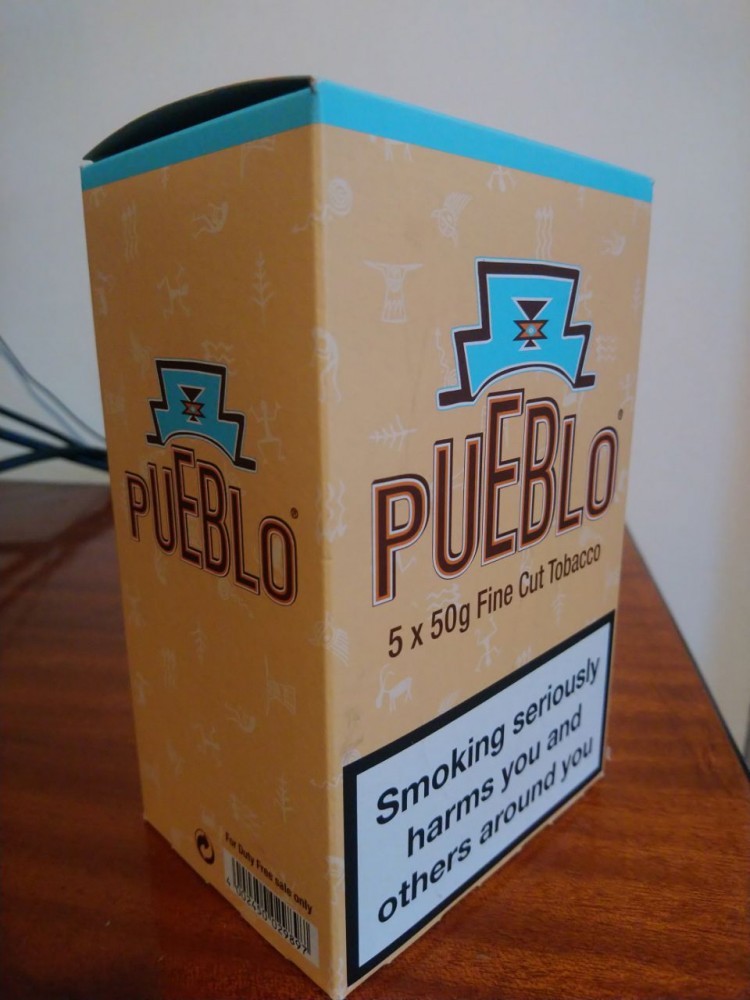 PUEBLO®
For Duty Free sale only
PUEBLO®
5 x 50g Fine Cut Tobacco
Smoking seriously
harms you and
others around you